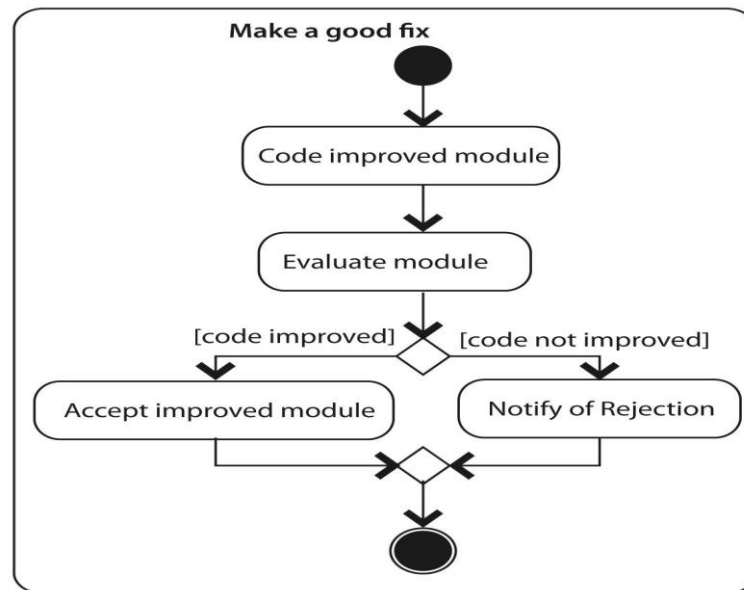 Make a good fix
Code improved module
Evaluate module
[code improved]
[code not improved]
Accept improved module
Notify of Rejection